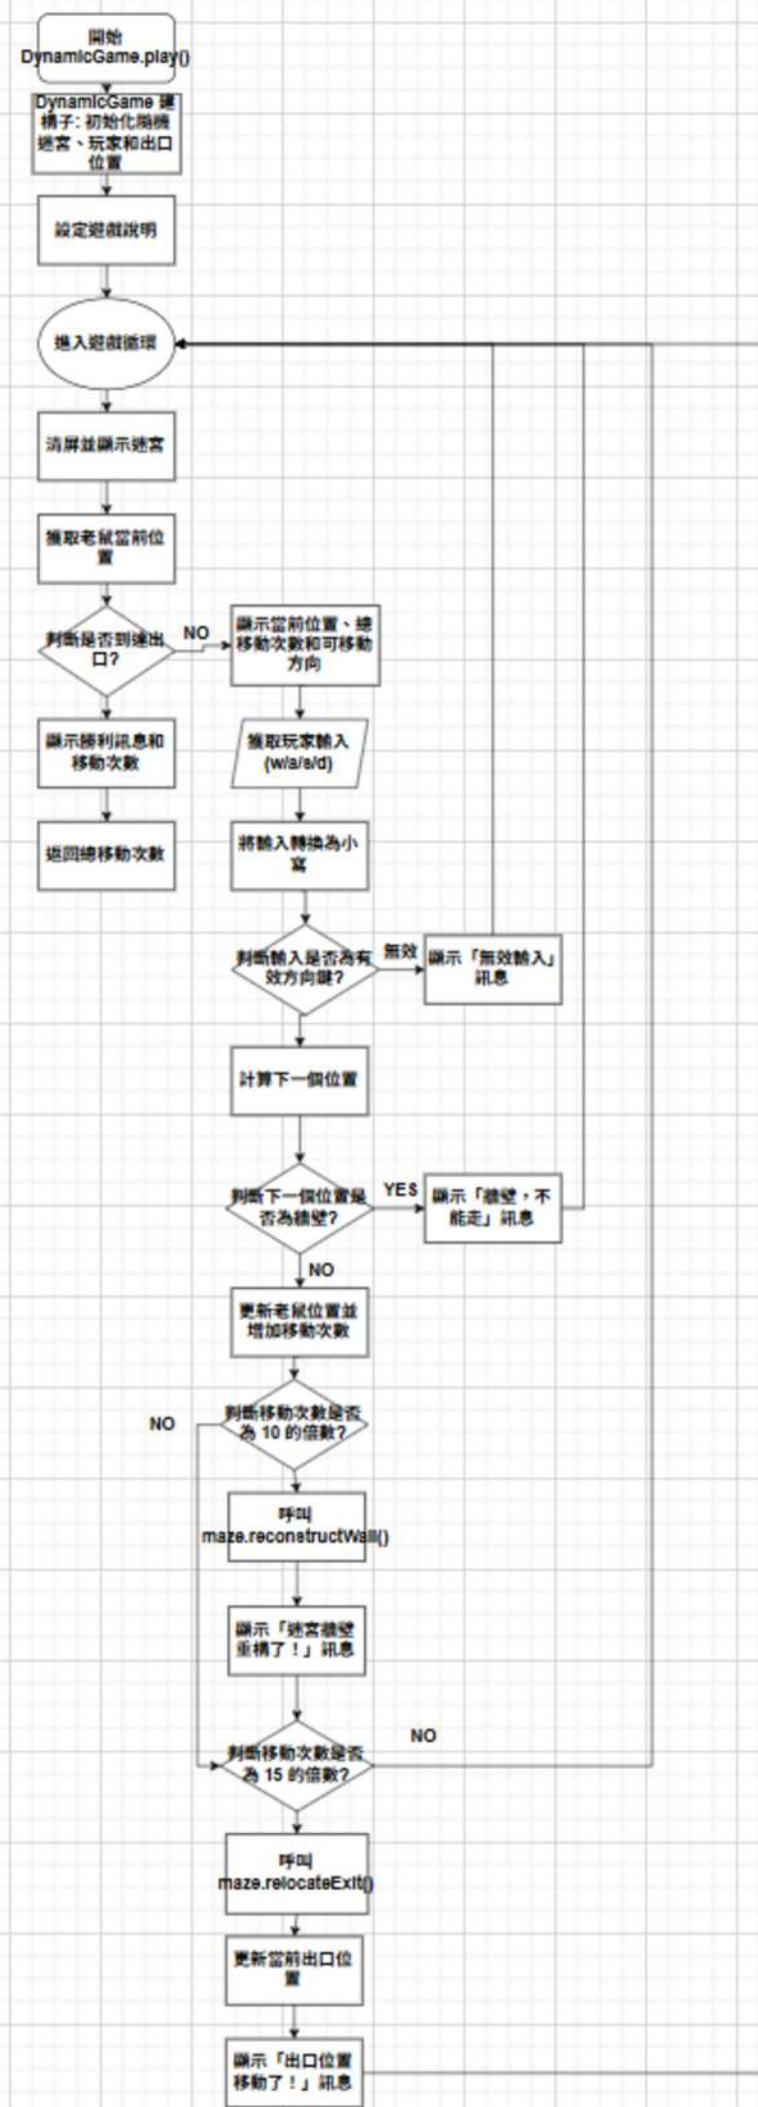 開始
DynamicGame.play()
DynamicGame 建
構子: 初始化隨機
迷宮、玩家和出口
位置
設定遊戲說明
進入遊戲循環
清屏並顯示迷宮
獲取老鼠當前位
置
判斷是否到達出
口?
NO
顯示當前位置、總
移動次數和可移動
方向
顯示勝利訊息和
移動次數
獲取玩家輸入
(w/a/s/d)
返回總移動次數
將輸入轉換為小
寫
判斷輸入是否為有
效方向鍵?
無效
顯示「無效輸入」
訊息
計算下一個位置
判斷下一個位置是
否為牆壁?
YES
顯示「牆壁，不
能走」訊息
NO
更新老鼠位置並
增加移動次數
判斷移動次數是否
為 10 的倍數?
NO
呼叫
maze.reconstructWall()
顯示「迷宮牆壁
重構了！」訊息
判斷移動次數是否
為 15 的倍數?
NO
呼叫
maze.relocateExit()
更新當前出口位
置
顯示「出口位置
移動了！」訊息